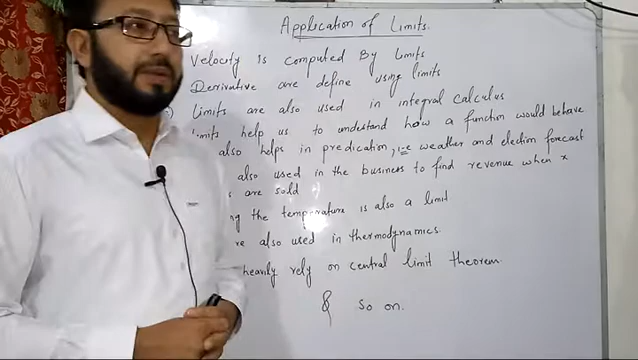 Application of Limits.
Velocity is computed By limits
Derivative are define using limits
Limits are also used in integral calculus
limits help us to undestand how a function would behave
also helps in predication, i.e weather and election forecast
also used in the business to find revenue when x
are sold
the temperature is also a limit
also used in thermodynamics.
heavily rely on central limit theorem.
& so on.